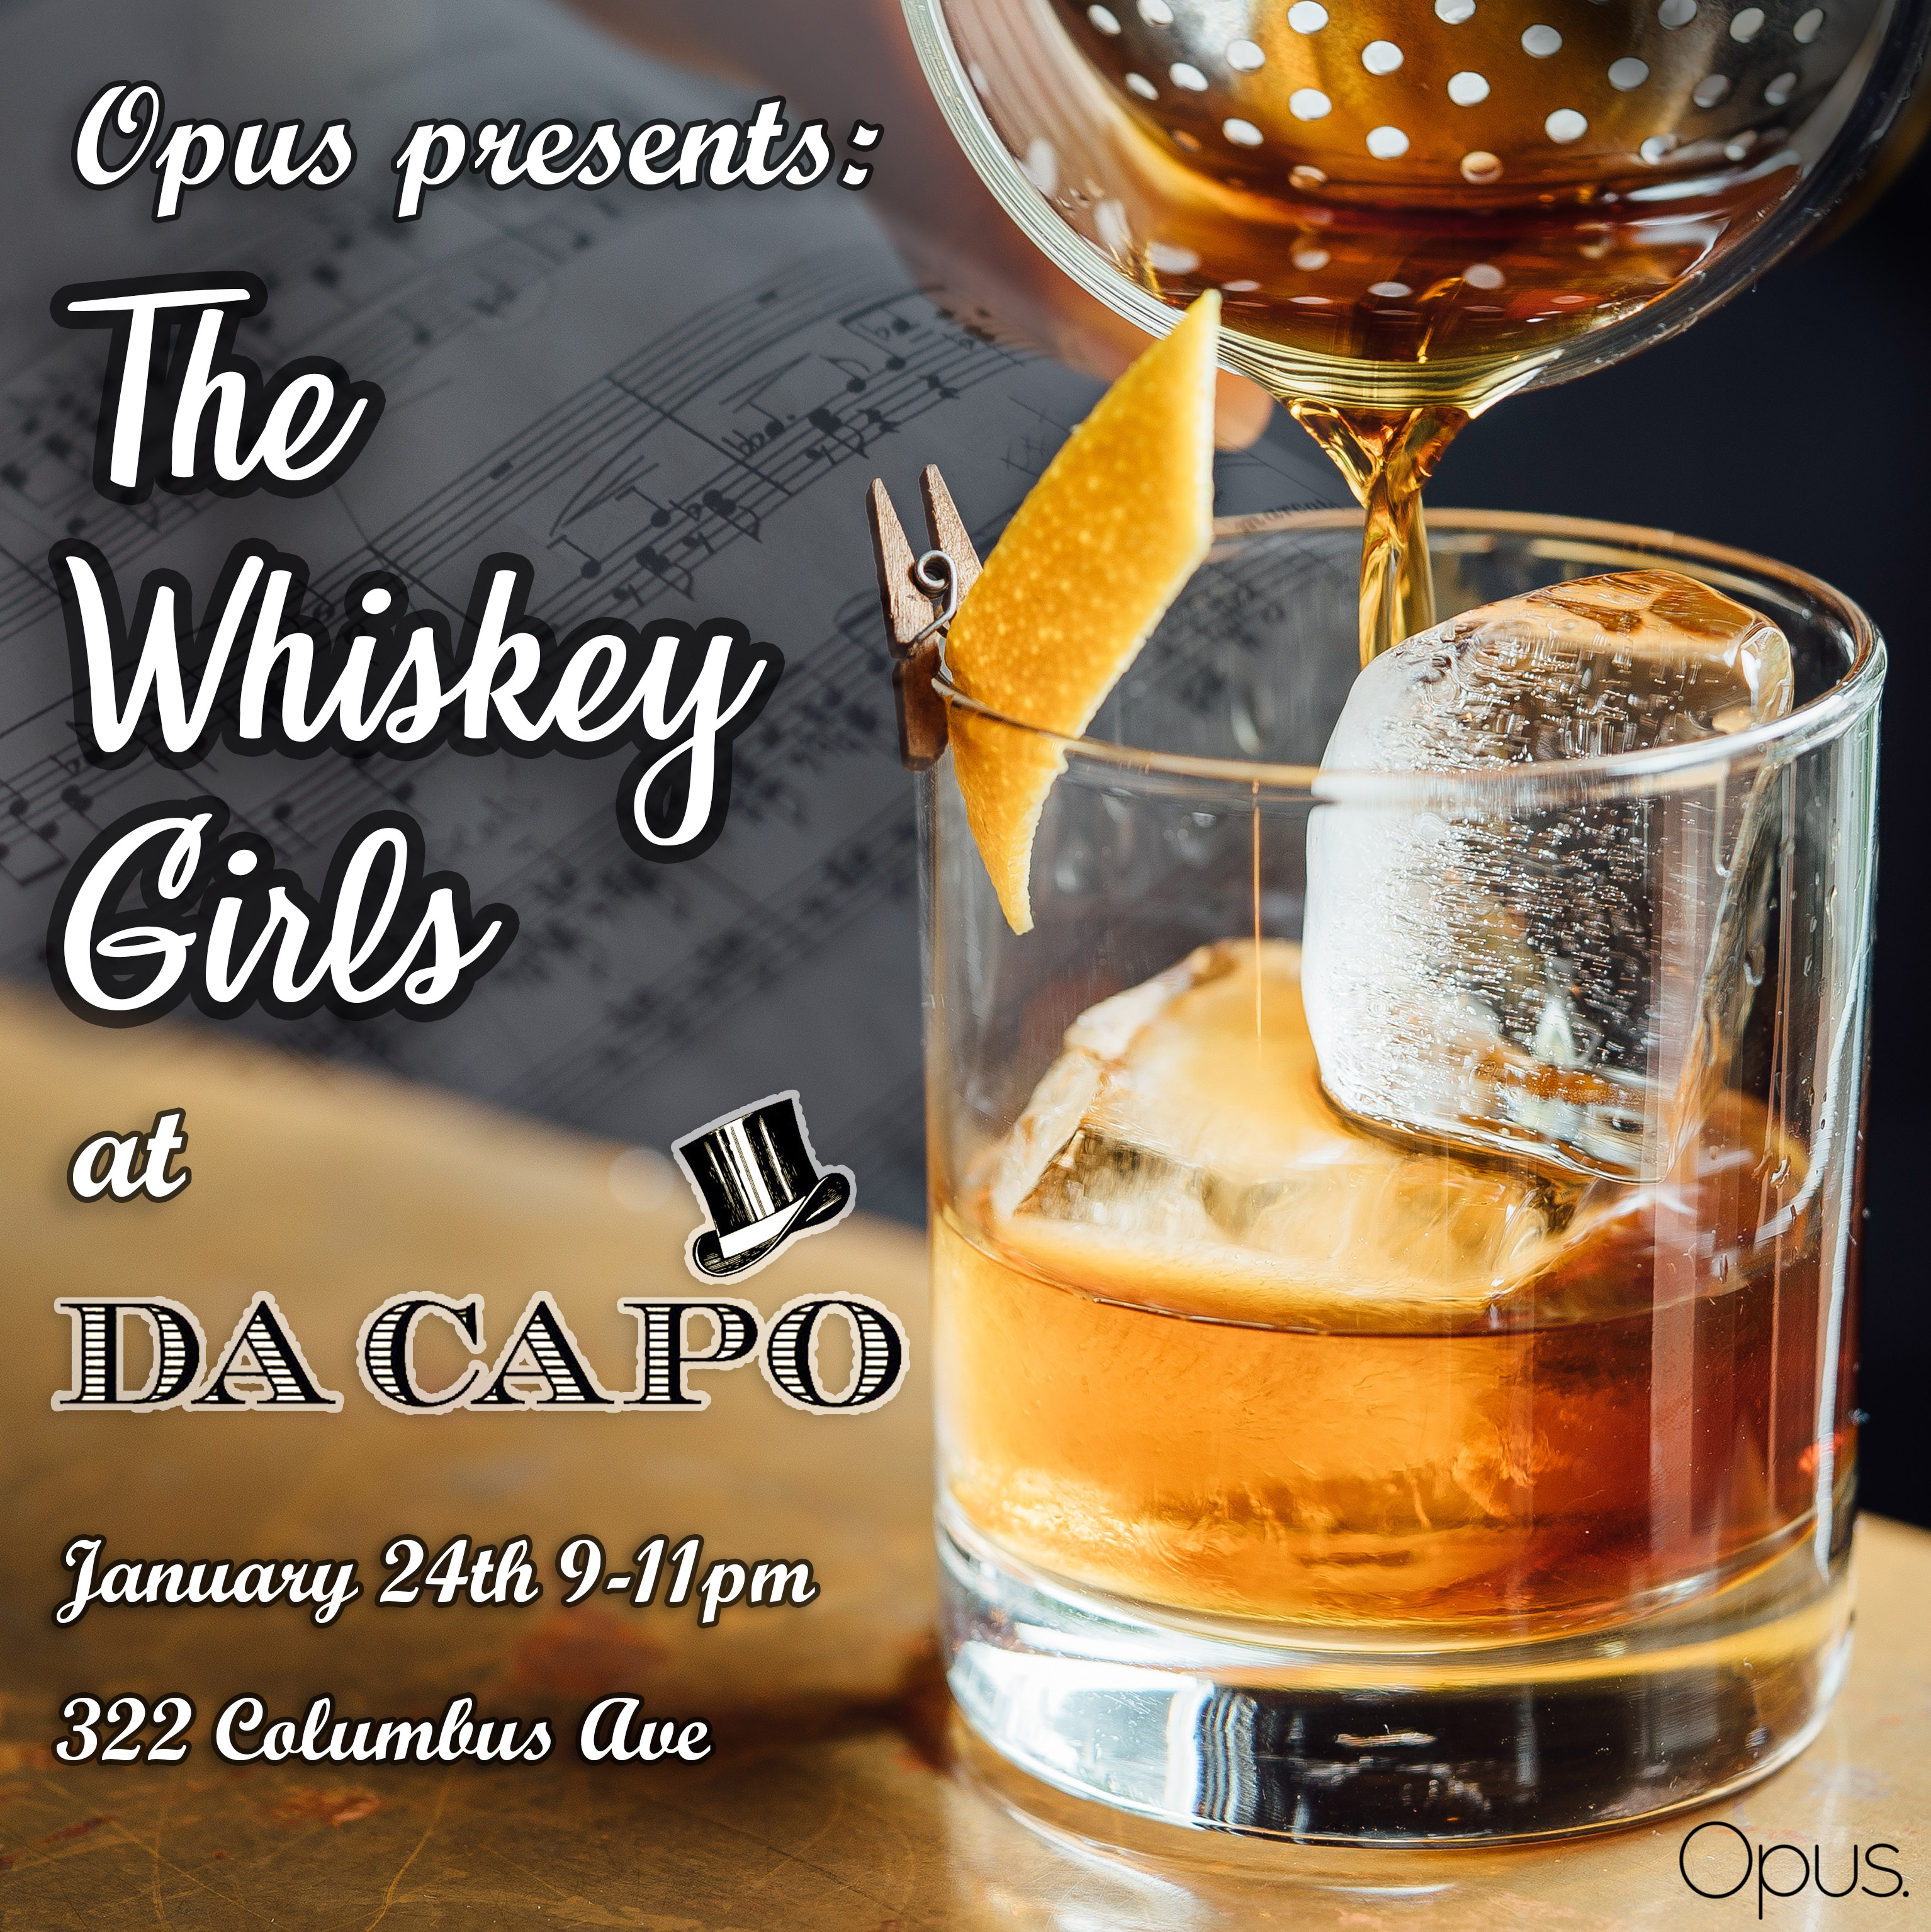 Opus presents:
The
Whiskey
Girls
at
DA CAPO
January 24th 9-11pm
322 Columbus Ave
Opus.